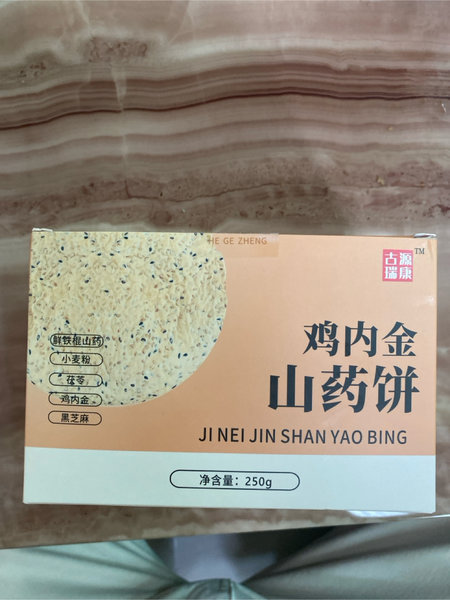 HE GE ZHENG
古源
瑞康
TM
鲜铁棍山药
小麦粉
茯苓
鸡内金
黑芝麻
鸡内金
山药饼
JI NEI JIN SHAN YAO BING
净含量：250g